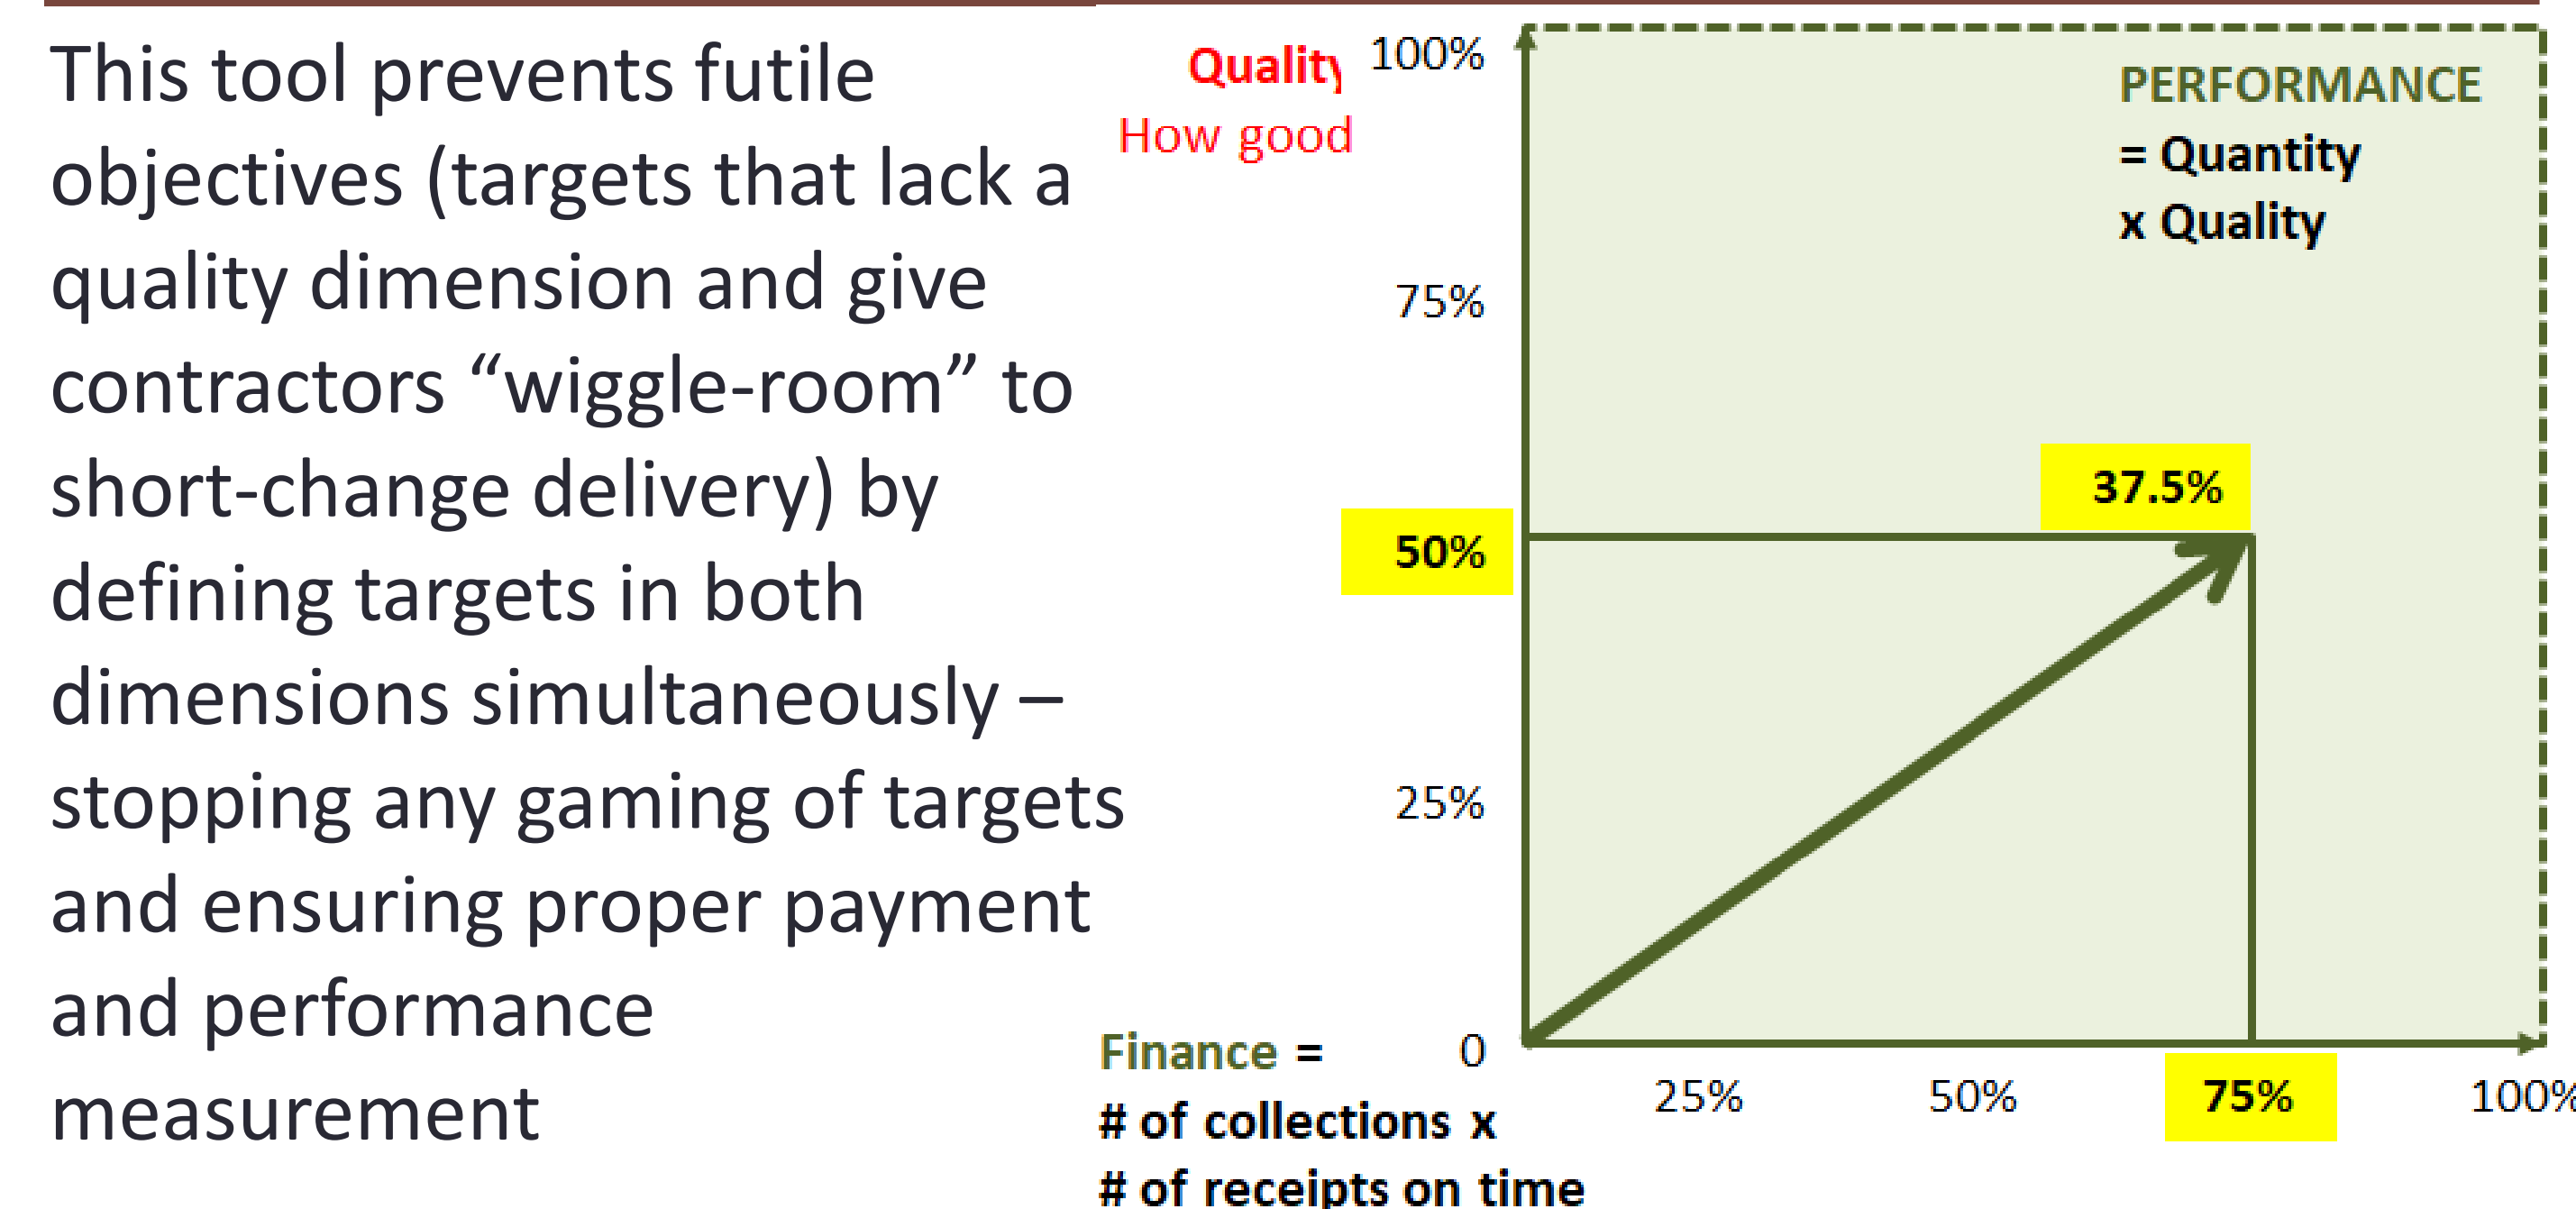 This tool prevents futile
objectives (targets that lack a
quality dimension and give
contractors “wiggle-room” to
short-change delivery) by
defining targets in both
dimensions simultaneously –
stopping any gaming of targets
and ensuring proper payment
and performance
measurement
Quality
How good
100%
75%
50%
25%
0
PERFORMANCE
= Quantity
x Quality
37.5%
25%
50%
75%
100%
Finance =
# of collections x
# of receipts on time